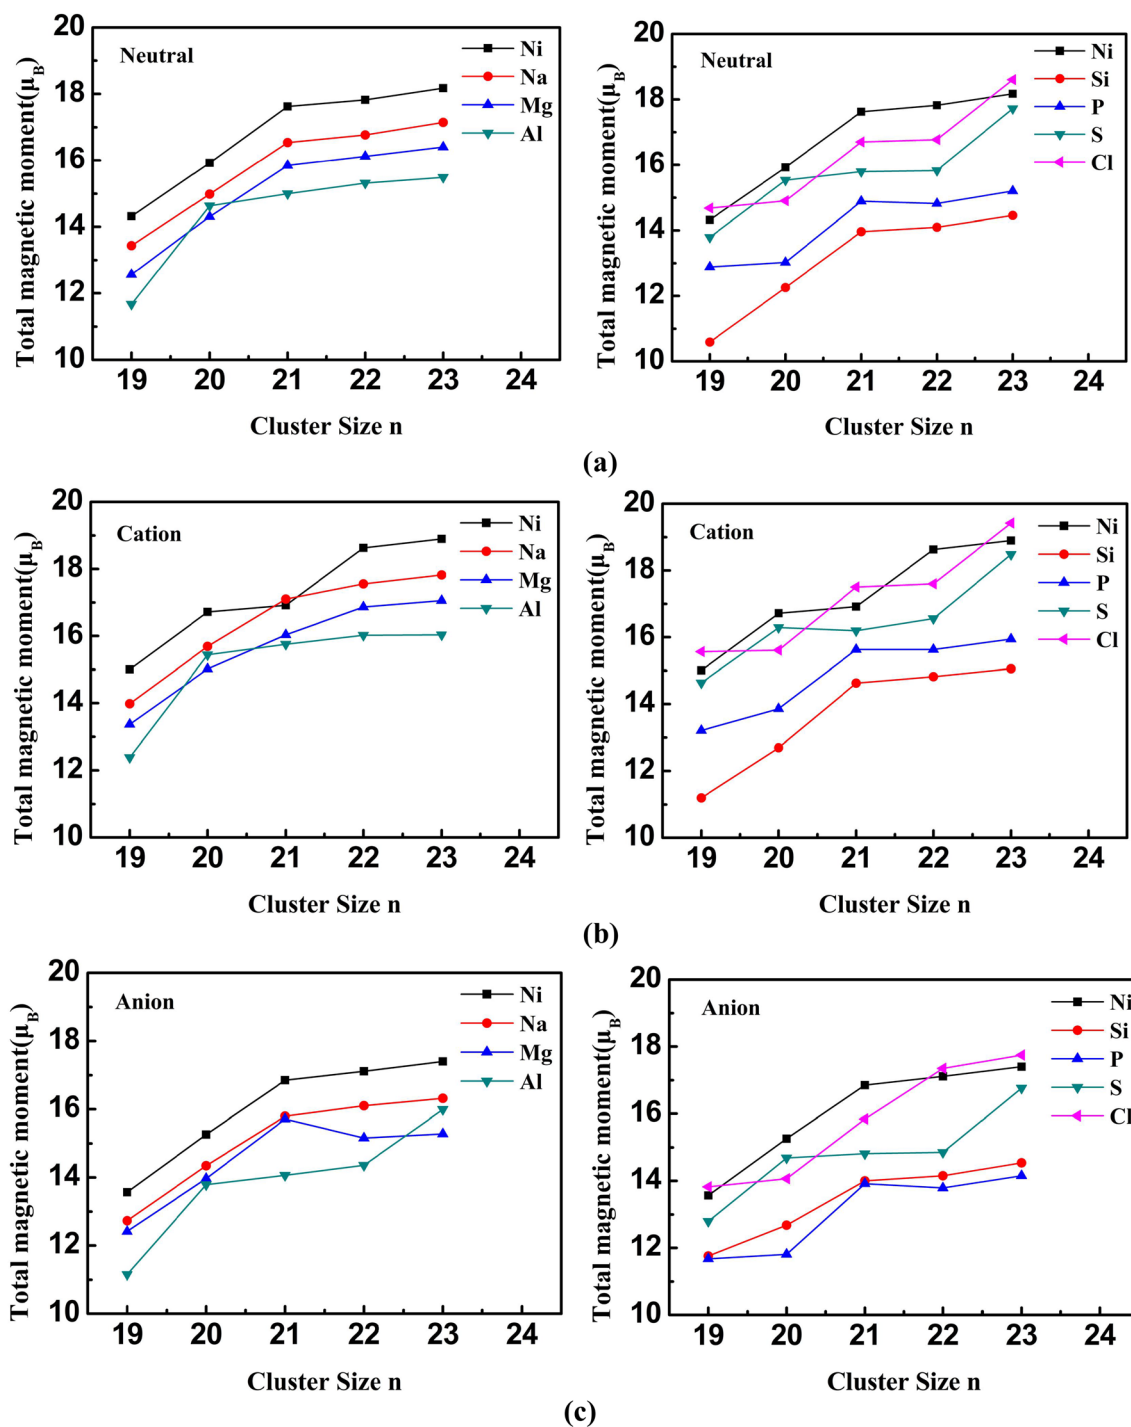 Neutral
Ni
Na
Mg
Al
Total magnetic moment(μB)
20
18
16
14
12
10
19 20 21 22 23 24
Cluster Size n
Neutral
Ni
Si
P
S
Cl
Total magnetic moment(μB)
20
18
16
14
12
10
19 20 21 22 23 24
Cluster Size n
(a)
Cation
Ni
Na
Mg
Al
Total magnetic moment(μB)
20
18
16
14
12
10
19 20 21 22 23 24
Cluster Size n
Cation
Ni
Si
P
S
Cl
Total magnetic moment(μB)
20
18
16
14
12
10
19 20 21 22 23 24
Cluster Size n
(b)
Anion
Ni
Na
Mg
Al
Total magnetic moment(μB)
20
18
16
14
12
10
19 20 21 22 23 24
Cluster Size n
Anion
Ni
Si
P
S
Cl
Total magnetic moment(μB)
20
18
16
14
12
10
19 20 21 22 23 24
Cluster Size n
(c)